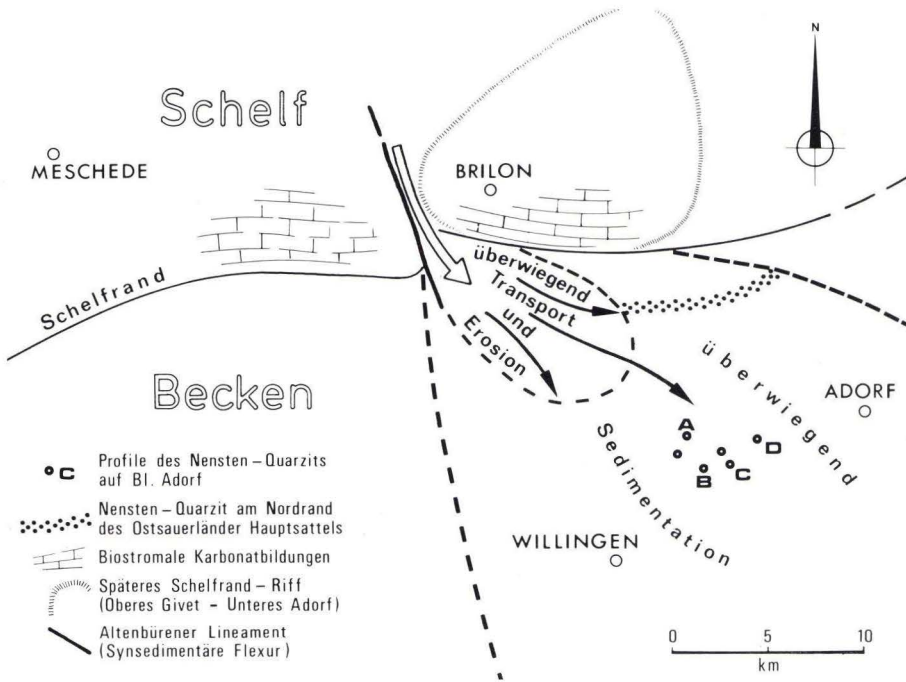 Schelf
N
MESCHEDE
BRILON
Schelfrand
überwiegend
Transport
und
Erosion
Becken
überwiegend
Sedimentation
ADORF
A
B
C
D
WILLINGEN
C Profile des Nensten – Quarzits
auf Bl. Adorf
Nensten – Quarzit am Nordrand
des Ostsauerländer Hauptsattels
Biostromale Karbonatbildungen
Späteres Schelfrand – Riff
(Oberes Givet - Unteres Adorf)
Altenbürener Lineament
(Synsedimentäre Flexur)
0 5 10
km